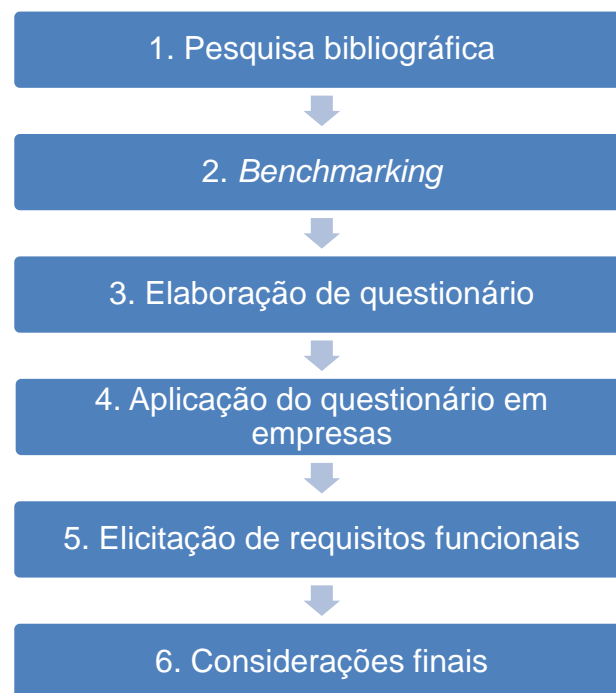 1. Pesquisa bibliográfica
2. Benchmarking
3. Elaboração de questionário
4. Aplicação do questionário em
empresas
5. Elicitação de requisitos funcionais
6. Considerações finais